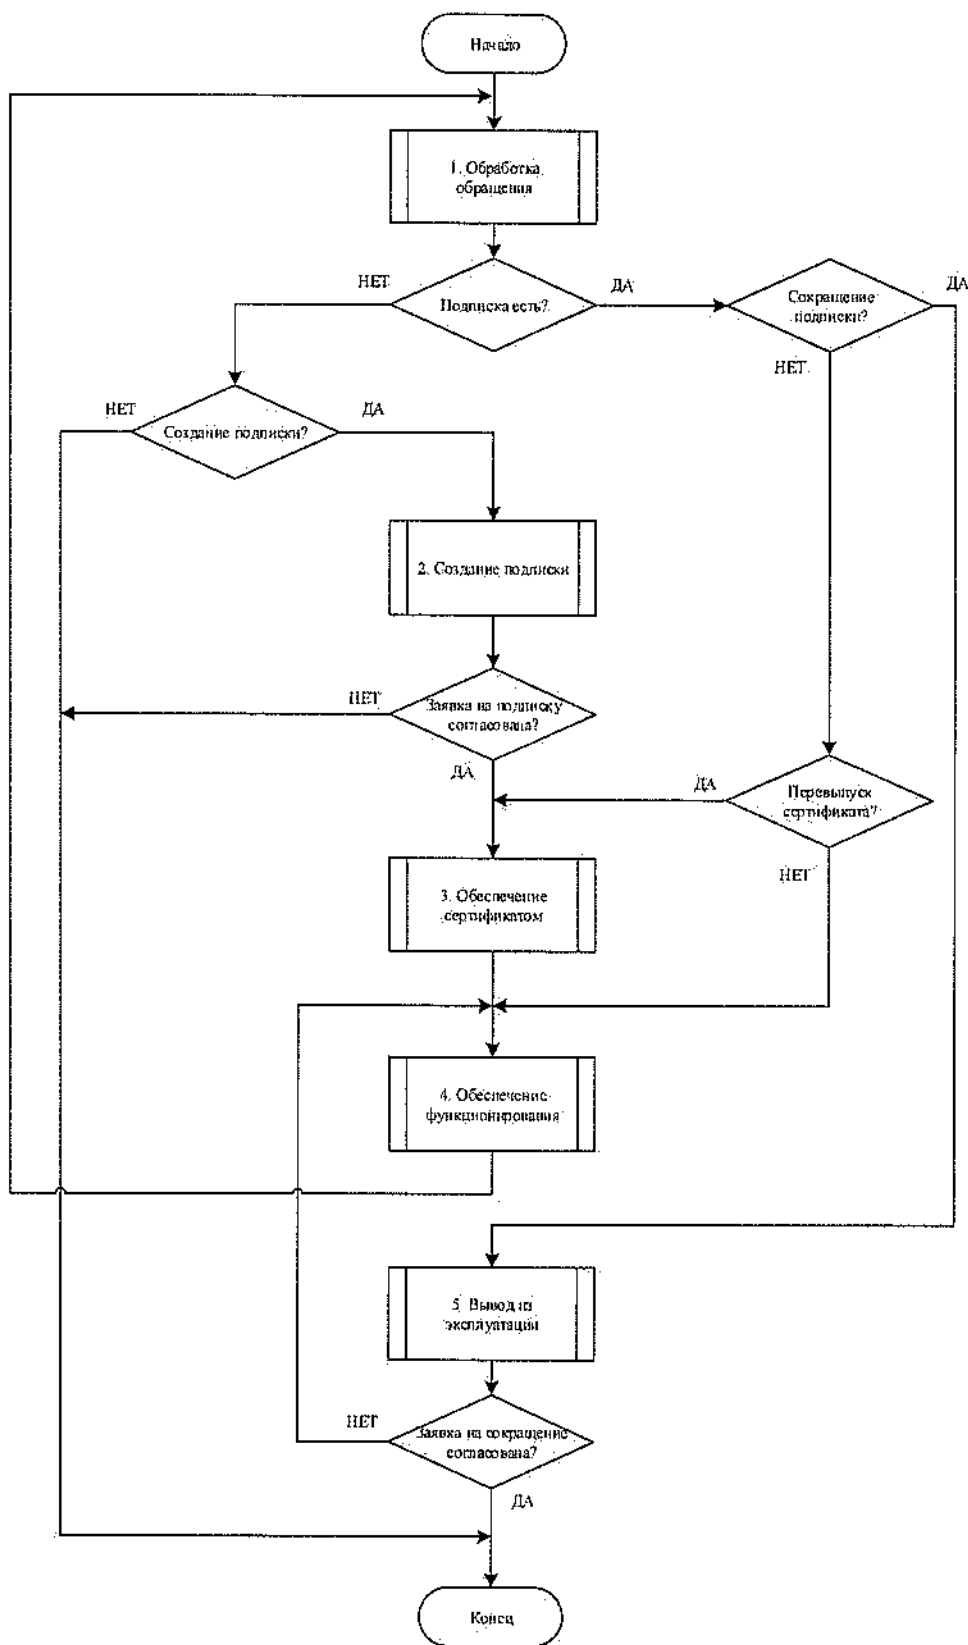 Начало
1. Обработка
обращения
НЕТ
ДА
ДА
Подписка есть?
Сокращение
подписки?
НЕТ
НЕТ
ДА
Создание подписки?
2. Создание подписки
НЕТ
Заявка на подписку
согласована?
ДА
ДА
Перевыпуск
сертификата?
НЕТ
3. Обеспечение
сертификатом
4. Обеспечение
функционирования
5. Вывод из
эксплуатации
НЕТ
Заявка на сокращение
согласована?
ДА
Конец